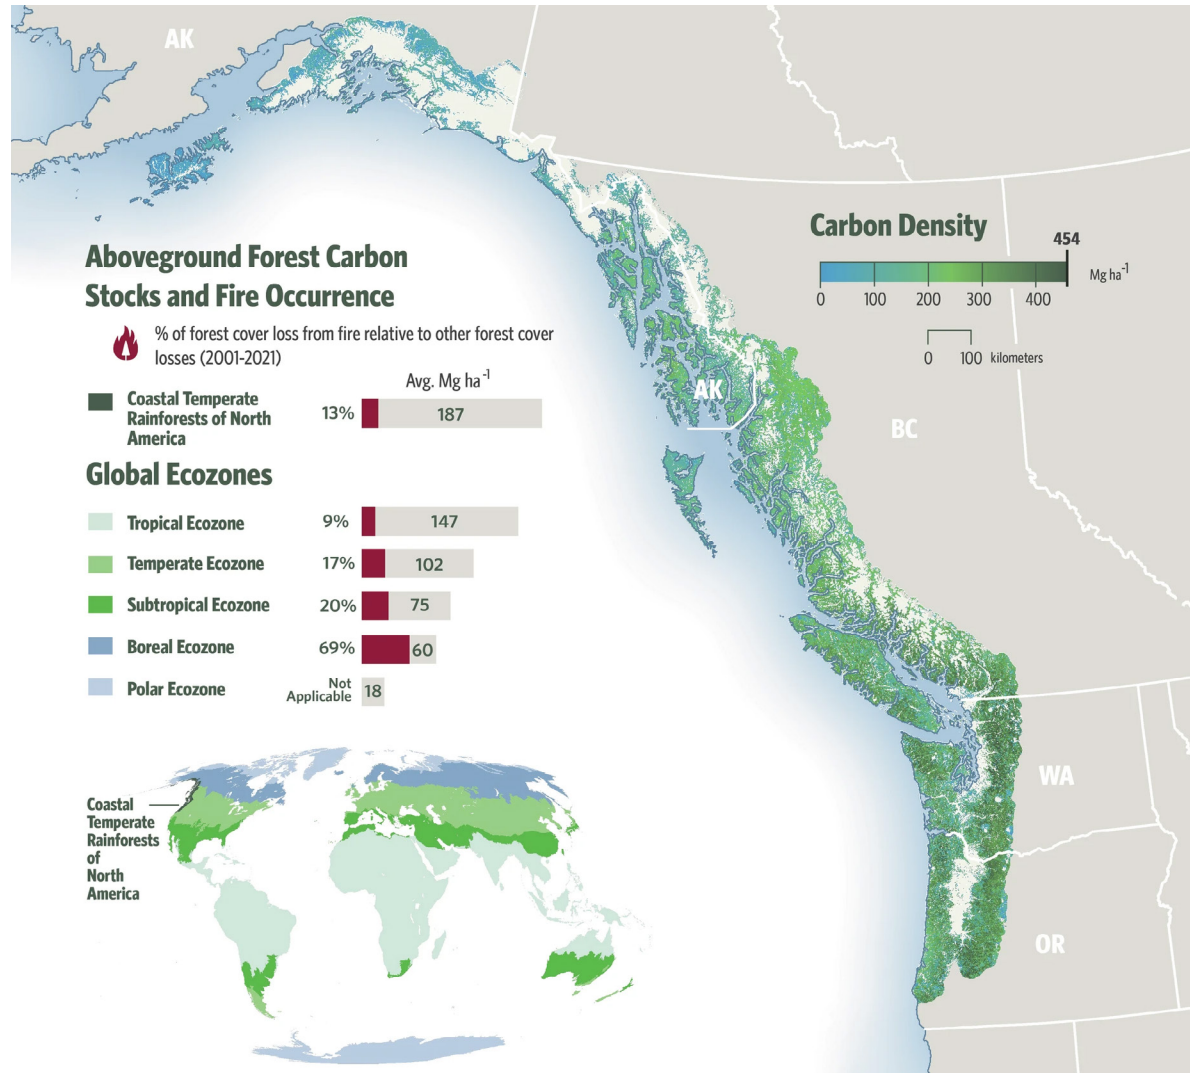 AK
Aboveground Forest Carbon
Stocks and Fire Occurrence
% of forest cover loss from fire relative to other forest cover
losses (2001-2021)
Avg. Mg ha⁻¹
Coastal Temperate
Rainforests of North
America
13%
187
Global Ecozones
Tropical Ecozone
9%
147
Temperate Ecozone
17%
102
Subtropical Ecozone
20%
75
Boreal Ecozone
69%
60
Polar Ecozone
Not
Applicable
18
Coastal
Temperate
Rainforests
of
North
America
Carbon Density
454
Mg ha⁻¹
0 100 200 300 400
0 100 kilometers
AK
BC
WA
OR